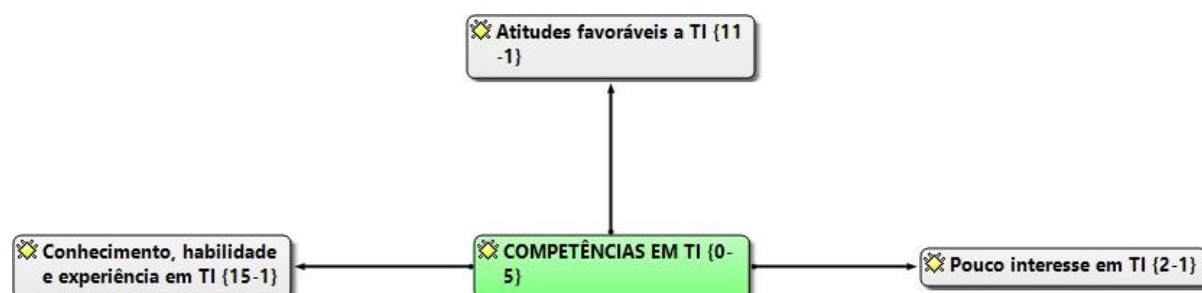 Atitudes favoráveis a TI {11
-1}
Conhecimento, habilidade
e experiência em TI {15-1}
COMPETÊNCIAS EM TI {0-
5}
Pouco interesse em TI {2-1}